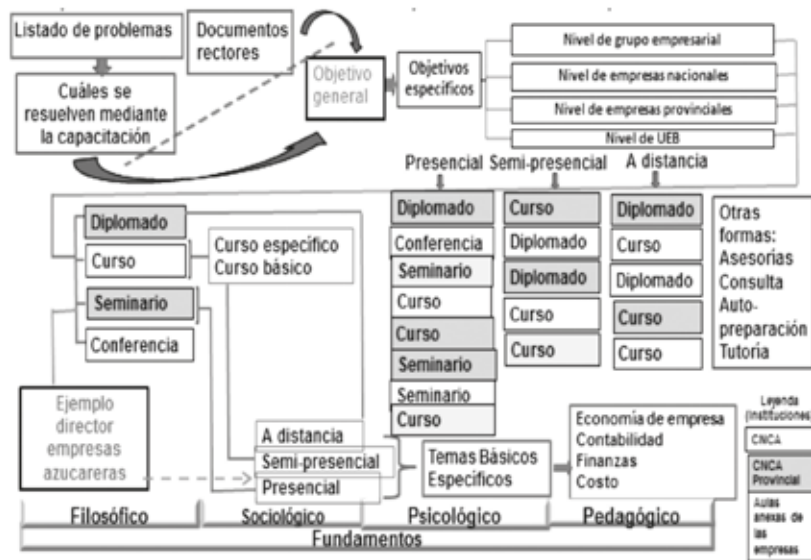 Listado de problemas
Documentos
rectores
Cuáles se
resuelven mediante
la capacitación
Objetivo
general
Objetivos
específicos
Nivel de grupo empresarial
Nivel de empresas nacionales
Nivel de empresas provinciales
Nivel de UEB
Presencial
Semi-presencial
A distancia
Diplomado
Curso
Seminario
Conferencia
Curso específico
Curso básico
Diplomado
Conferencia
Seminario
Curso
Curso
Seminario
Seminario
Curso
Curso
Diplomado
Diplomado
Curso
Curso
Diplomado
Curso
Diplomado
Curso
Curso
Otras
formas:
Asesorías
Consulta
Auto-
preparación
Tutoría
Ejemplo
director
empresas
azucareras
A distancia
Semi-presencial
Presencial
Temas Básicos
Específicos
Economía de empresa
Contabilidad
Finanzas
Costo
Leyenda
(Instituciones)
CNCA
CNCA
Provincial
Aulas
anexas de
las
empresas
Filosófico
Sociológico
Psicológico
Pedagógico
Fundamentos